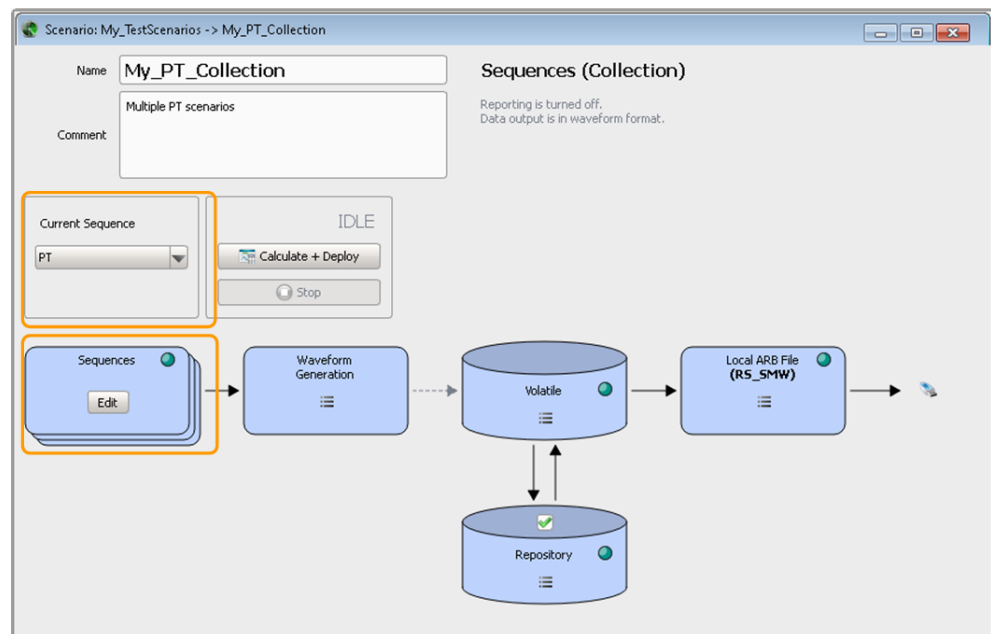 Scenario: My_TestScenarios -> My_PT_Collection
Name My_PT_Collection
Sequences (Collection)
Comment Multiple PT scenarios
Reporting is turned off.
Data output is in waveform format.
Current Sequence
PT
IDLE
Calculate + Deploy
Stop
Sequences
Edit
Waveform
Generation
Volatile
Local ARB File
(RS_SMW)
Repository